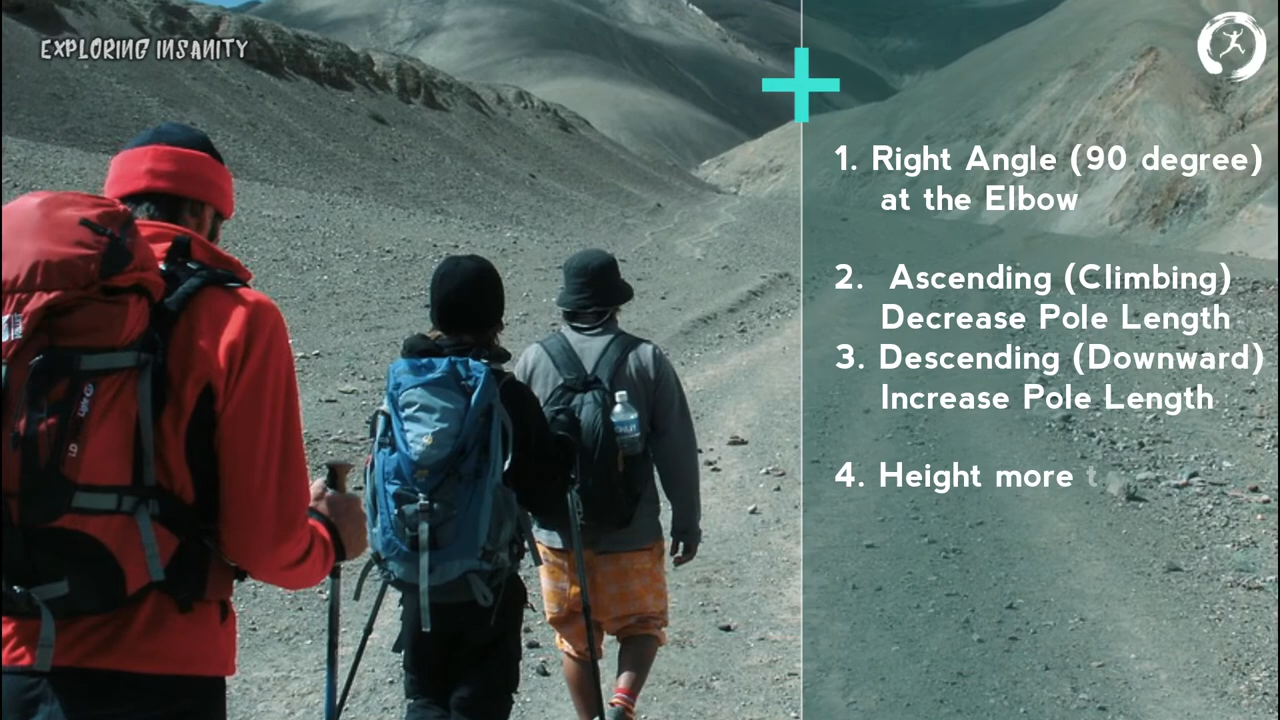 EXPLORING INSANITY
1. Right Angle (90 degree)
at the Elbow
2. Ascending (Climbing)
Decrease Pole Length
3. Descending (Downward)
Increase Pole Length
4. Height more t